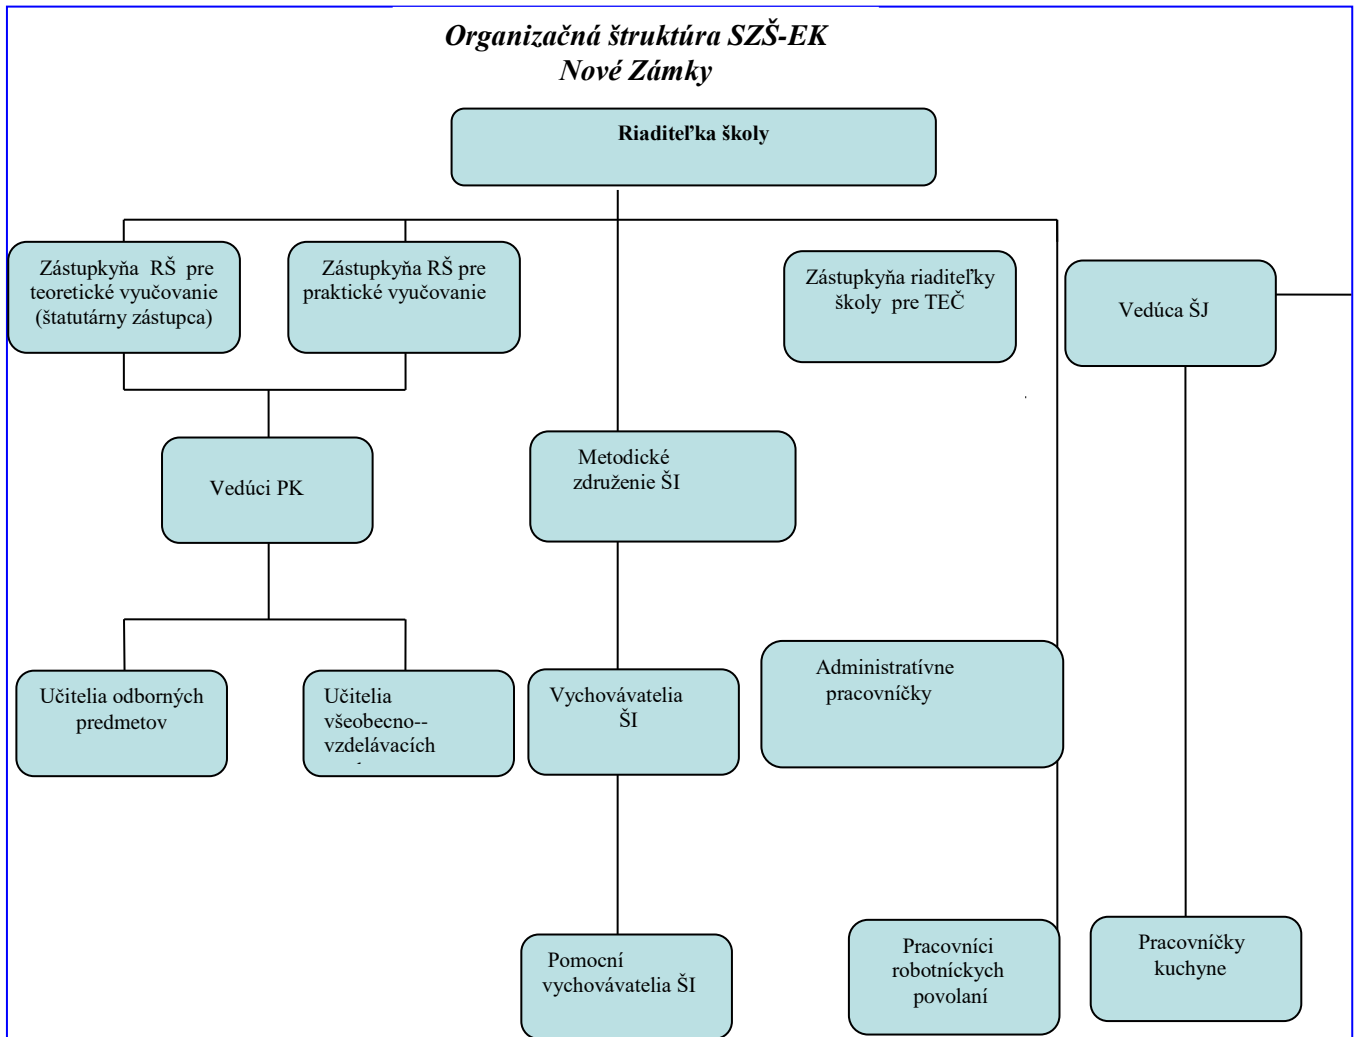 Organizačná štruktúra SZŠ-EK
Nové Zámky
Riaditeľka školy
Zástupkyňa RŠ pre
teoretické vyučovanie
(štatutárny zástupca)
Zástupkyňa RŠ pre
praktické vyučovanie
Zástupkyňa riaditeľky
školy pre TEČ
Vedúca ŠJ
Vedúci PK
Metodické
združenie ŠI
Učitelia odborných
predmetov
Učitelia
všeobecno--
vzdelávacích
Vychovávatelia
ŠI
Administratívne
pracovníčky
Pomocní
vychovávatelia ŠI
Pracovníci
robotníckych
povolaní
Pracovníčky
kuchyne